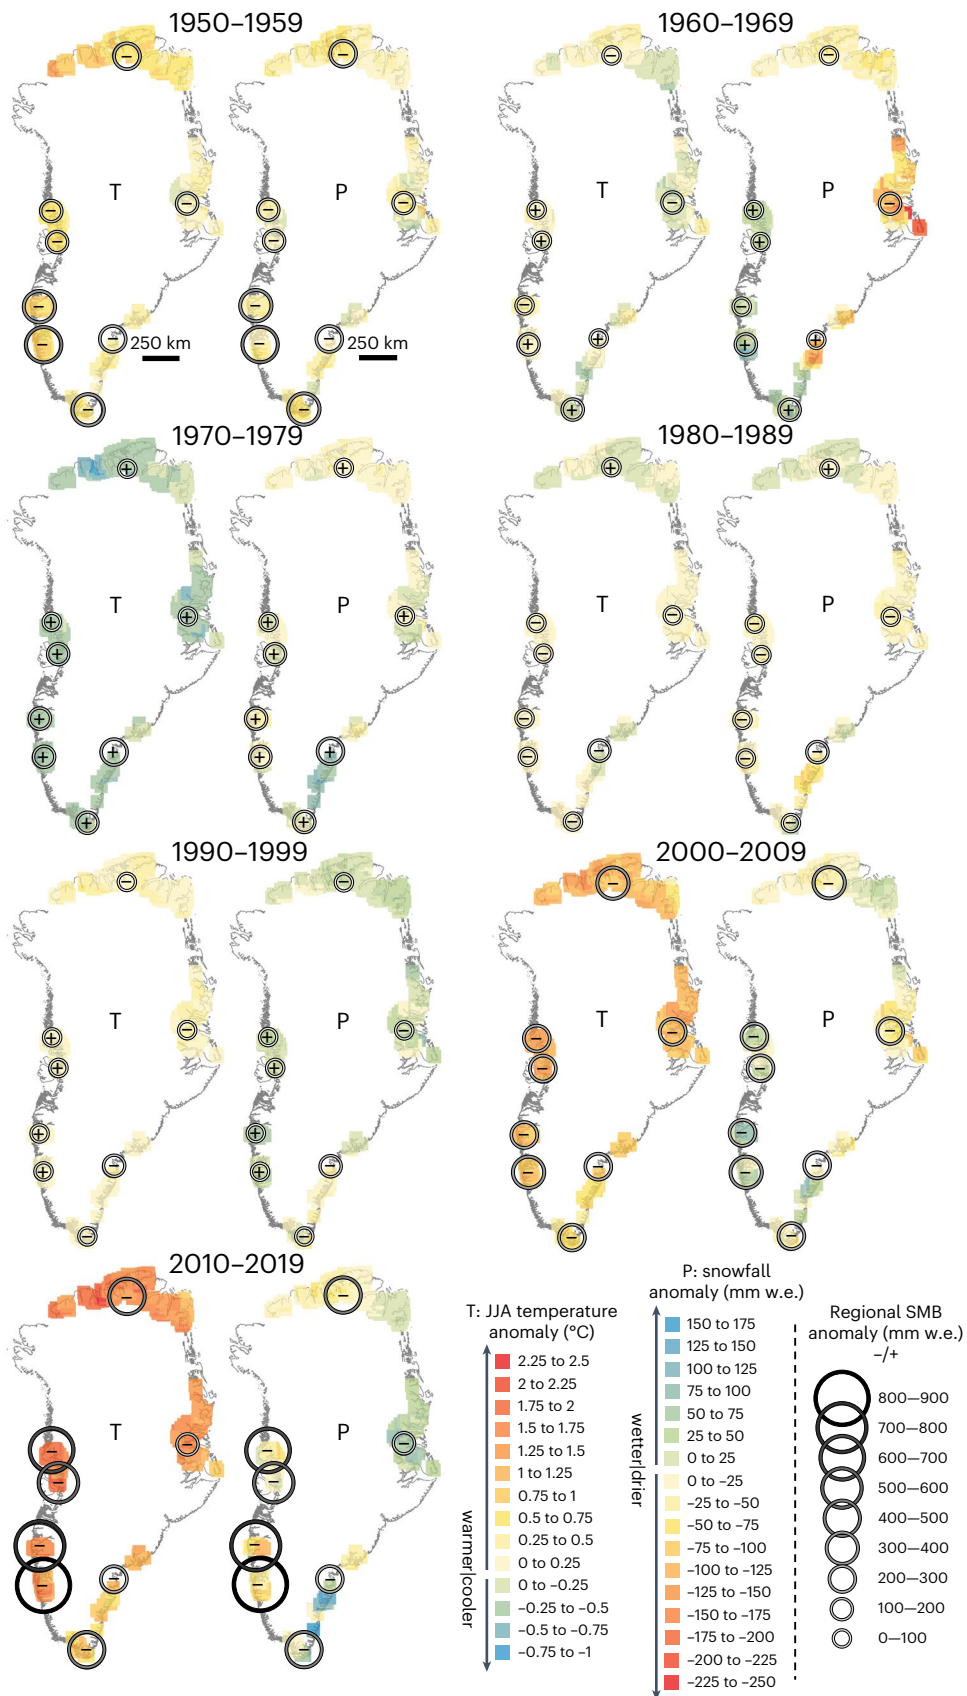 1950–1959
T
P
250 km
250 km
1960–1969
T
P
1970–1979
T
P
1980–1989
T
P
1990–1999
T
P
2000–2009
T
P
2010–2019
T
P
T: JJA temperature
anomaly (°C)
2.25 to 2.5
2 to 2.25
1.75 to 2
1.5 to 1.75
1.25 to 1.5
1 to 1.25
0.75 to 1
0.5 to 0.75
0.25 to 0.5
0 to 0.25
0 to –0.25
–0.25 to –0.5
–0.5 to –0.75
–0.75 to –1
warmer|cooler
P: snowfall
anomaly (mm w.e.)
150 to 175
125 to 150
100 to 125
75 to 100
50 to 75
25 to 50
0 to 25
0 to –25
–25 to –50
–50 to –75
–75 to –100
–100 to –125
–125 to –150
–150 to –175
–175 to –200
–200 to –225
–225 to –250
wetter|drier
Regional SMB
anomaly (mm w.e.)
–/+
800—900
700—800
600—700
500—600
400—500
300—400
200—300
100—200
0—100